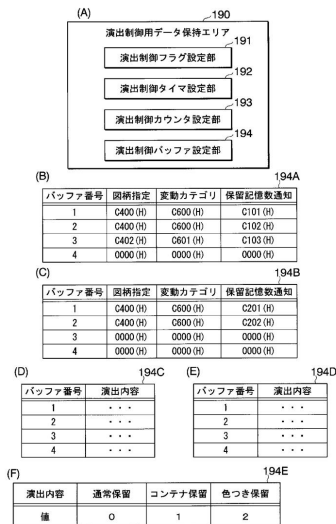 (A)
190
演出制御用データ保持エリア
191
演出制御フラグ設定部
192
演出制御タイマ設定部
193
演出制御カウンタ設定部
194
演出制御バッファ設定部
(B)
194A
バッファ番号 図柄指定 変動カテゴリ 保留記憶数通知
1 C400(H) C600(H) C101(H)
2 C400(H) C600(H) C102(H)
3 C402(H) C601(H) C103(H)
4 0000(H) 0000(H) 0000(H)
(C)
194B
バッファ番号 図柄指定 変動カテゴリ 保留記憶数通知
1 C400(H) C600(H) C201(H)
2 C400(H) C600(H) C202(H)
3 0000(H) 0000(H) 0000(H)
4 0000(H) 0000(H) 0000(H)
(D)
194C
バッファ番号 演出内容
1 ・・・
2 ・・・
3 ・・・
4 ・・・
(E)
194D
バッファ番号 演出内容
1 ・・・
2 ・・・
3 ・・・
4 ・・・
(F)
194E
演出内容 通常保留 コンテナ保留 色つき保留
値 0 1 2